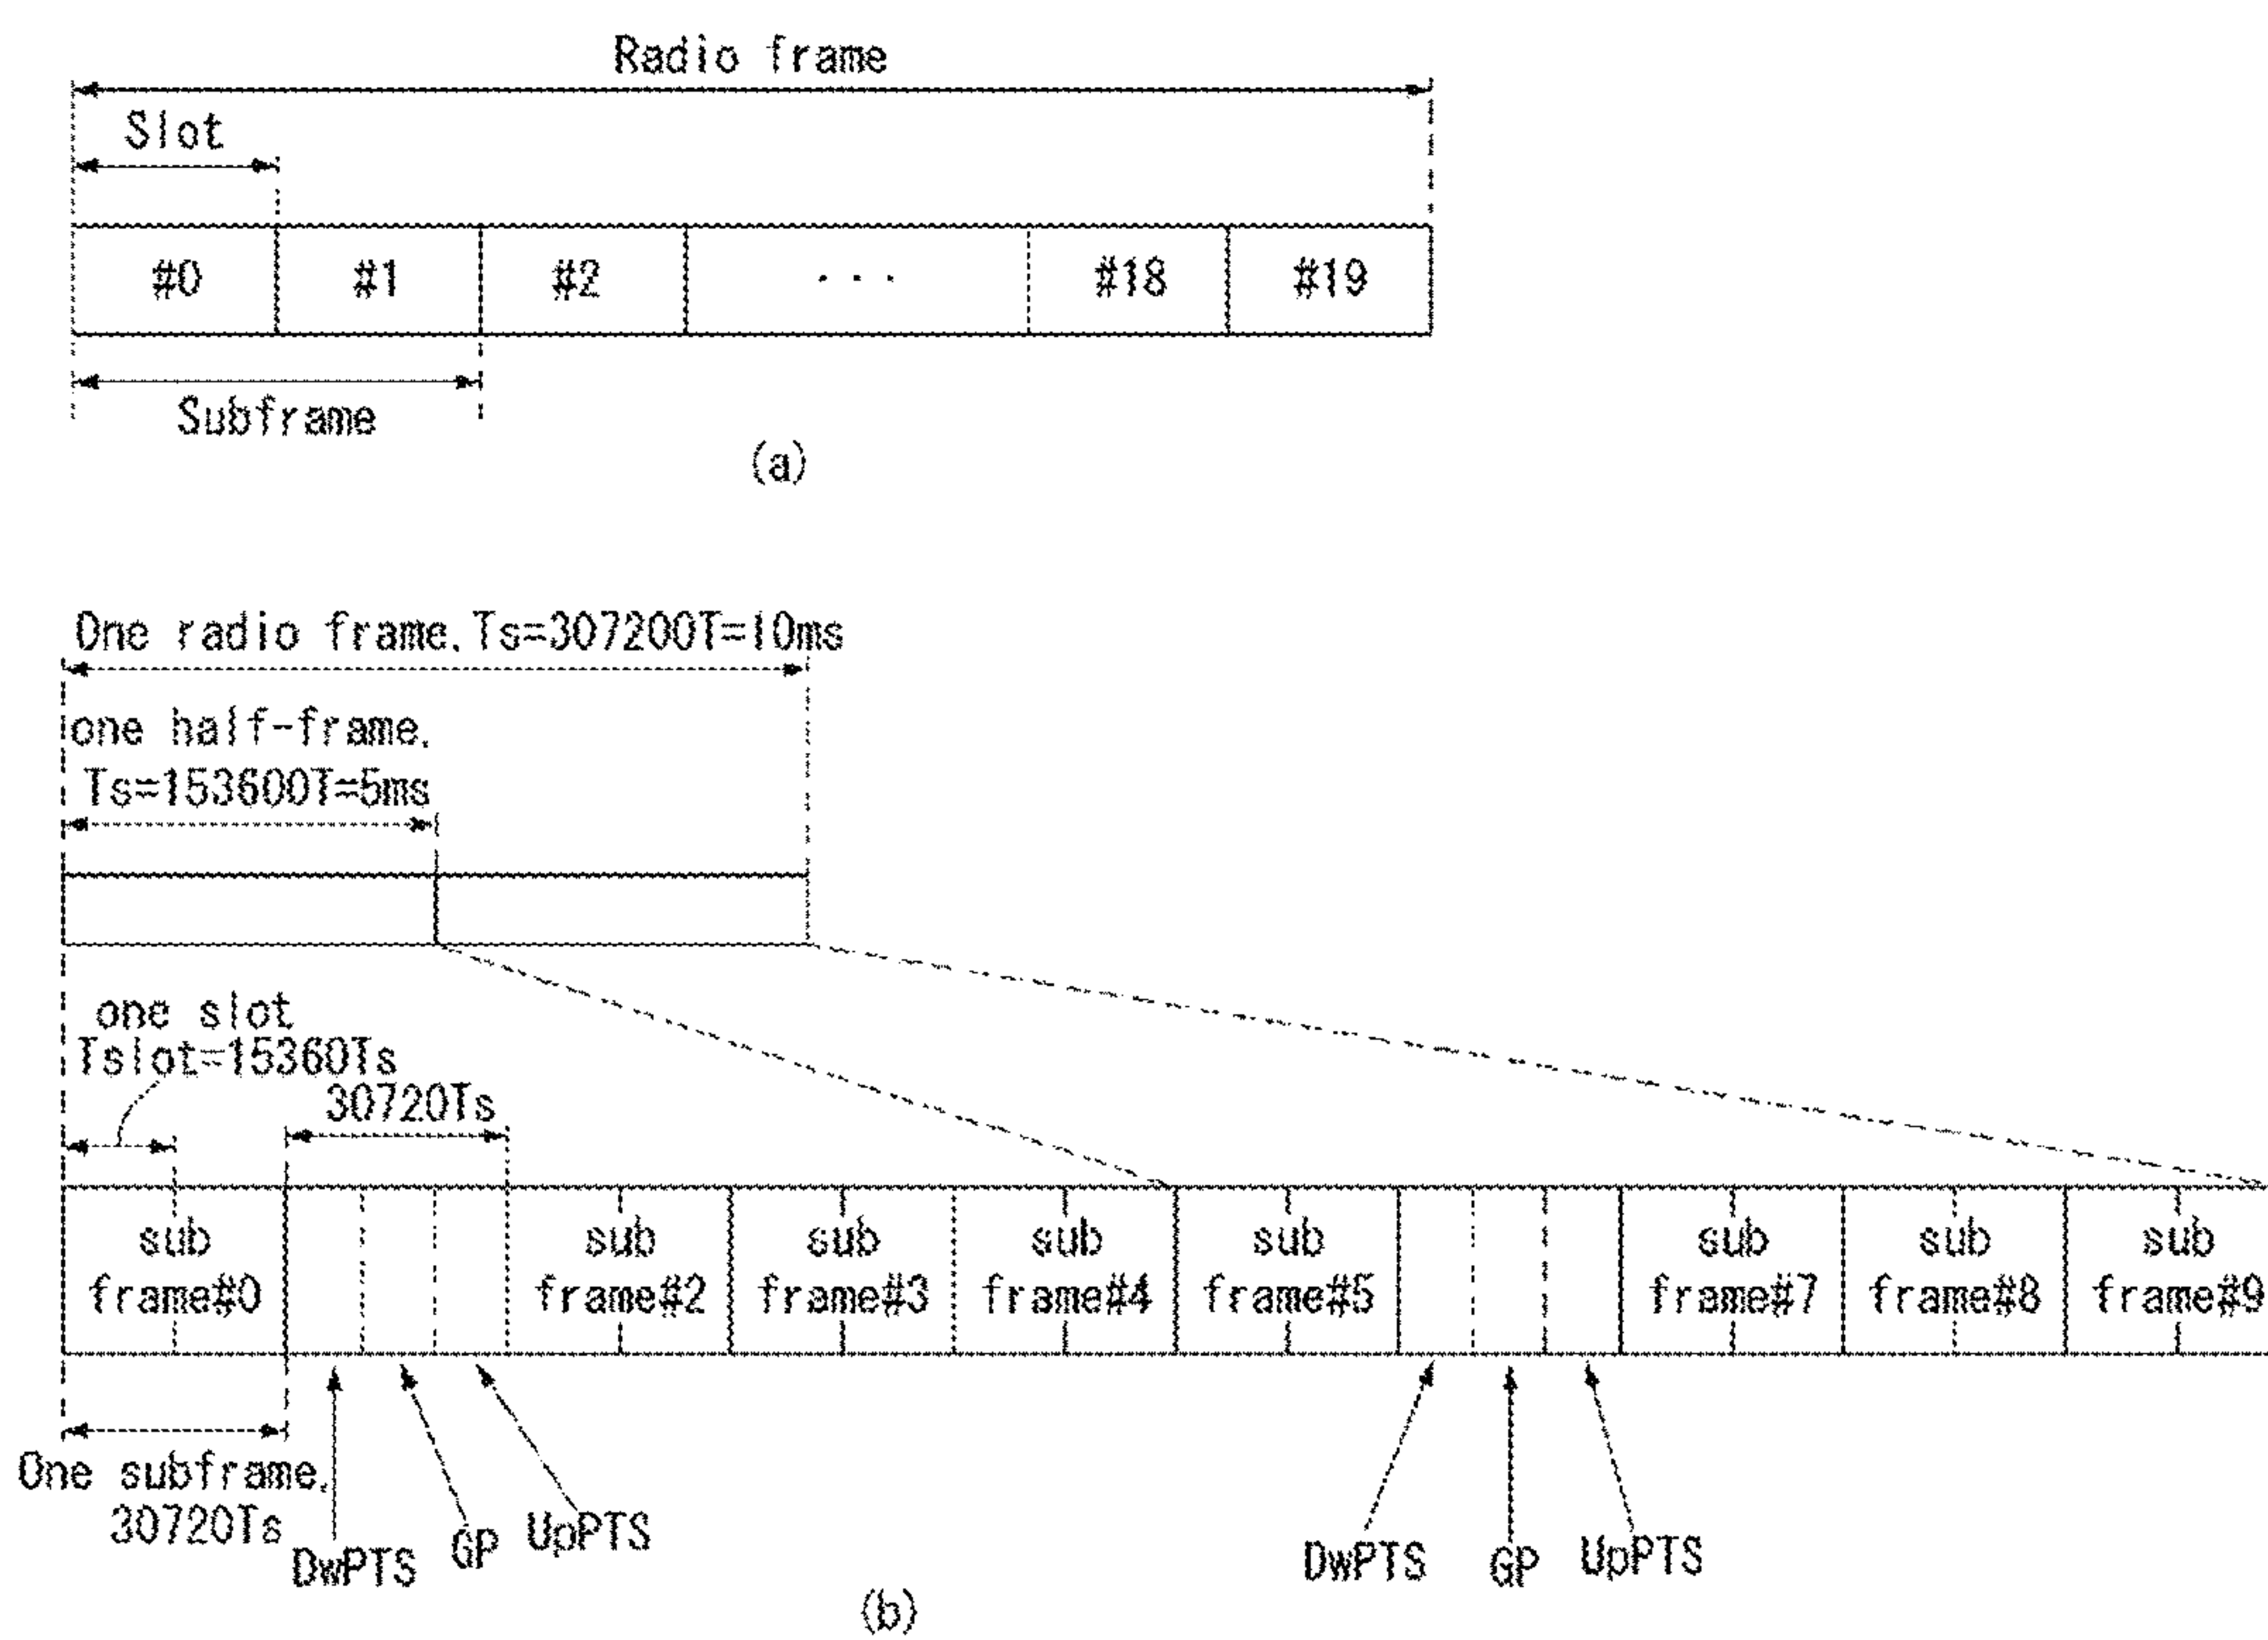 Radio frame
Slot
#0 #1 #2 ... #18 #19
Subframe
(a)
One radio frame.Ts=307200T=10ms
one half-frame.
Ts=153600T=5ms
one slot
Tslot=15360Ts
30720Ts
sub frame#0
sub frame#2
sub frame#3
sub frame#4
sub frame#5
sub frame#7
sub frame#8
sub frame#9
One subframe.
30720Ts
DwPTS GP UpPTS
DwPTS GP UpPTS
(b)